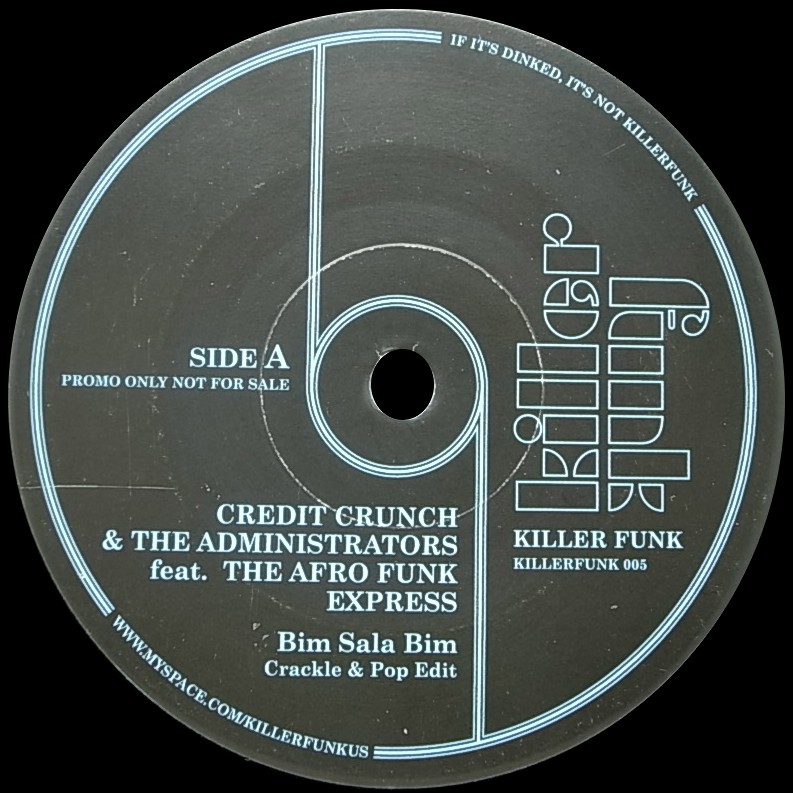 IF IT'S DINKED, IT'S NOT KILLERFUNK
killer
funk
SIDE A
PROMO ONLY NOT FOR SALE
CREDIT CRUNCH
& THE ADMINISTRATORS
feat. THE AFRO FUNK
EXPRESS
Bim Sala Bim
Crackle & Pop Edit
KILLER FUNK
KILLERFUNK 005
WWW.MYSPACE.COM/KILLERFUNKUS